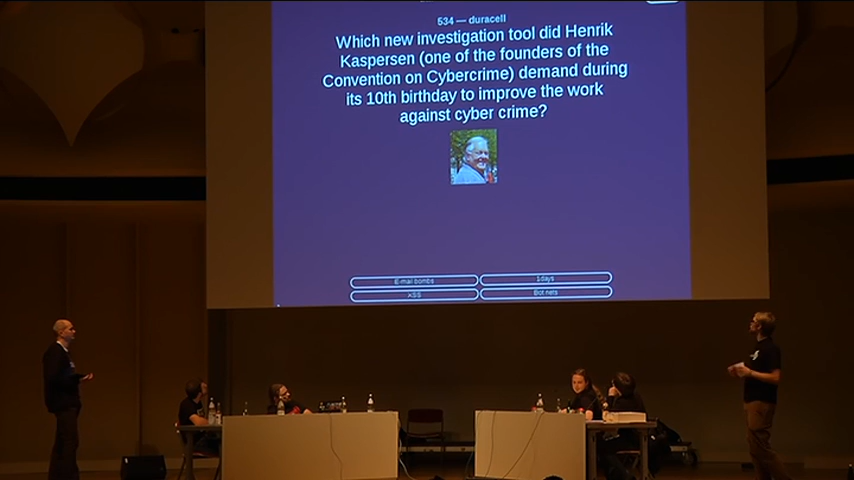 534 — duracell
Which new investigation tool did Henrik
Kaspersen (one of the founders of the
Convention on Cybercrime) demand during
its 10th birthday to improve the work
against cyber crime?
E-mail bombs
1days
XSS
Bot nets